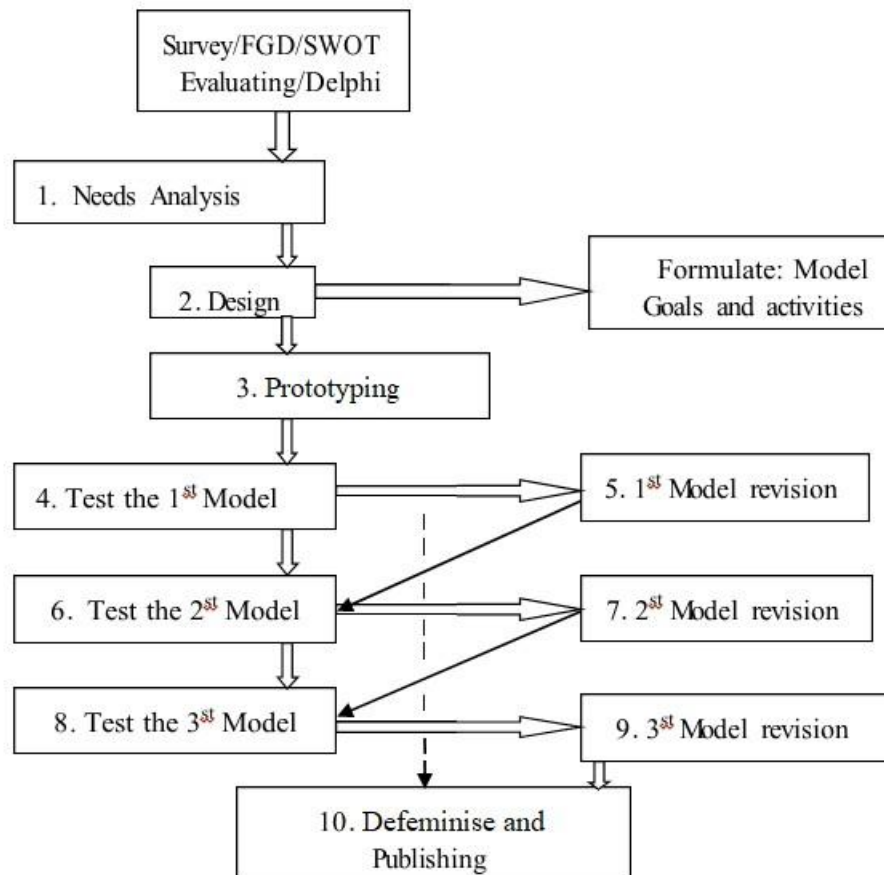 Survey/FGD/SWOT
Evaluating/Delphi
1. Needs Analysis
2. Design
Formulate: Model
Goals and activities
3. Prototyping
4. Test the 1st Model
5. 1st Model revision
6. Test the 2st Model
7. 2st Model revision
8. Test the 3st Model
9. 3st Model revision
10. Defeminise and
Publishing